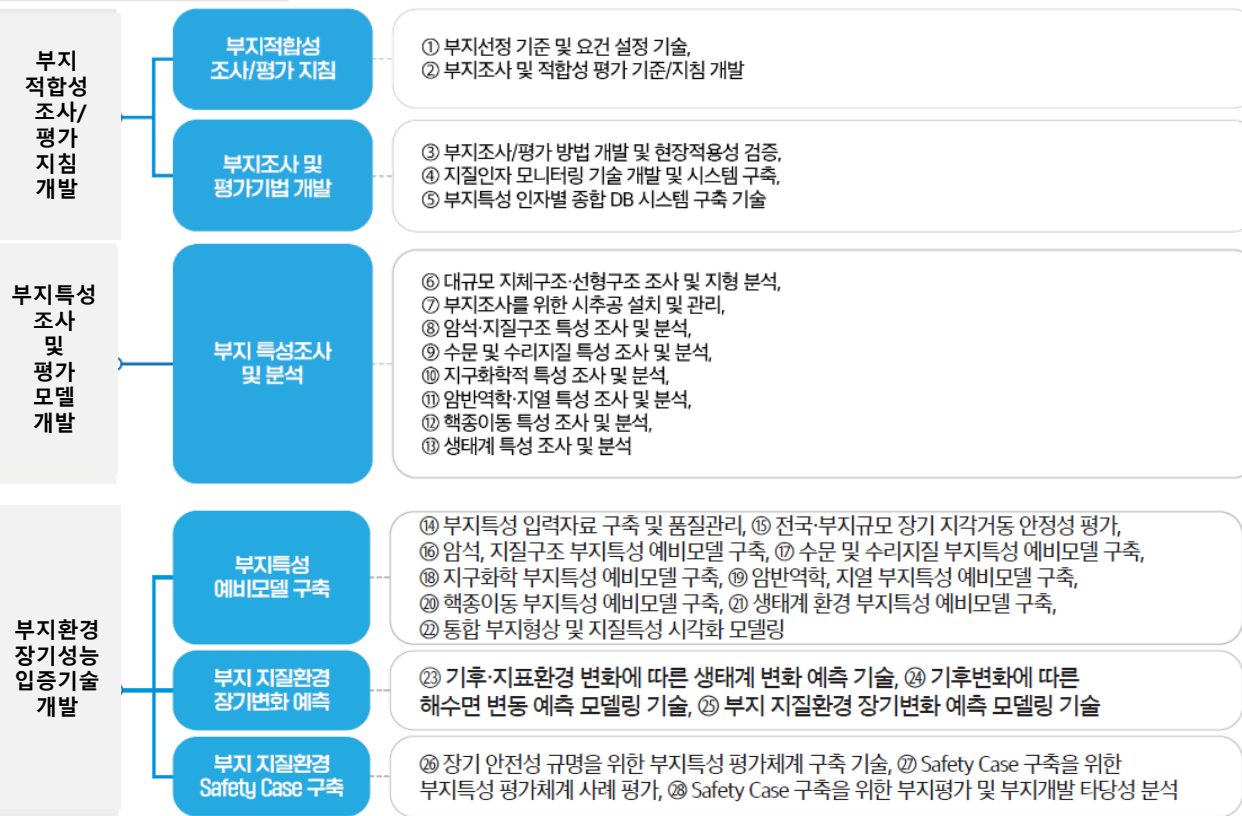 부지
적합성
조사/
평가
지침
개발
부지적합성
조사/평가 지침
① 부지선정 기준 및 요건 설정 기술,
② 부지조사 및 적합성 평가 기준/지침 개발
부지조사 및
평가기법 개발
③ 부지조사/평가 방법 개발 및 현장적용성 검증,
④ 지질인자 모니터링 기술 개발 및 시스템 구축,
⑤ 부지특성 인자별 종합 DB 시스템 구축 기술
부지특성
조사
및
평가
모델
개발
부지 특성조사
및 분석
⑥ 대규모 지체구조·선형구조 조사 및 지형 분석,
⑦ 부지조사를 위한 시추공 설치 및 관리,
⑧ 암석·지질구조 특성 조사 및 분석,
⑨ 수문 및 수리지질 특성 조사 및 분석,
⑩ 지구화학적 특성 조사 및 분석,
⑪ 암반역학·지열 특성 조사 및 분석,
⑫ 핵종이동 특성 조사 및 분석,
⑬ 생태계 특성 조사 및 분석
부지환경
장기성능
입증기술
개발
부지특성
예비모델 구축
⑭ 부지특성 입력자료 구축 및 품질관리, ⑮ 전국·부지규모 장기 지각거동 안정성 평가,
⑯ 암석, 지질구조 부지특성 예비모델 구축, ⑰ 수문 및 수리지질 부지특성 예비모델 구축,
⑱ 지구화학 부지특성 예비모델 구축, ⑲ 암반역학, 지열 부지특성 예비모델 구축,
⑳ 핵종이동 부지특성 예비모델 구축, ㉑ 생태계 환경 부지특성 예비모델 구축,
㉒ 통합 부지형상 및 지질특성 시각화 모델링
부지 지질환경
장기변화 예측
㉓ 기후·지표환경 변화에 따른 생태계 변화 예측 기술, ㉔ 기후변화에 따른
해수면 변동 예측 모델링 기술, ㉕ 부지 지질환경 장기변화 예측 모델링 기술
부지 지질환경
Safety Case 구축
㉖ 장기 안전성 규명을 위한 부지특성 평가체계 구축 기술, ㉗ Safety Case 구축을 위한
부지특성 평가체계 사례 평가, ㉘ Safety Case 구축을 위한 부지평가 및 부지개발 타당성 분석